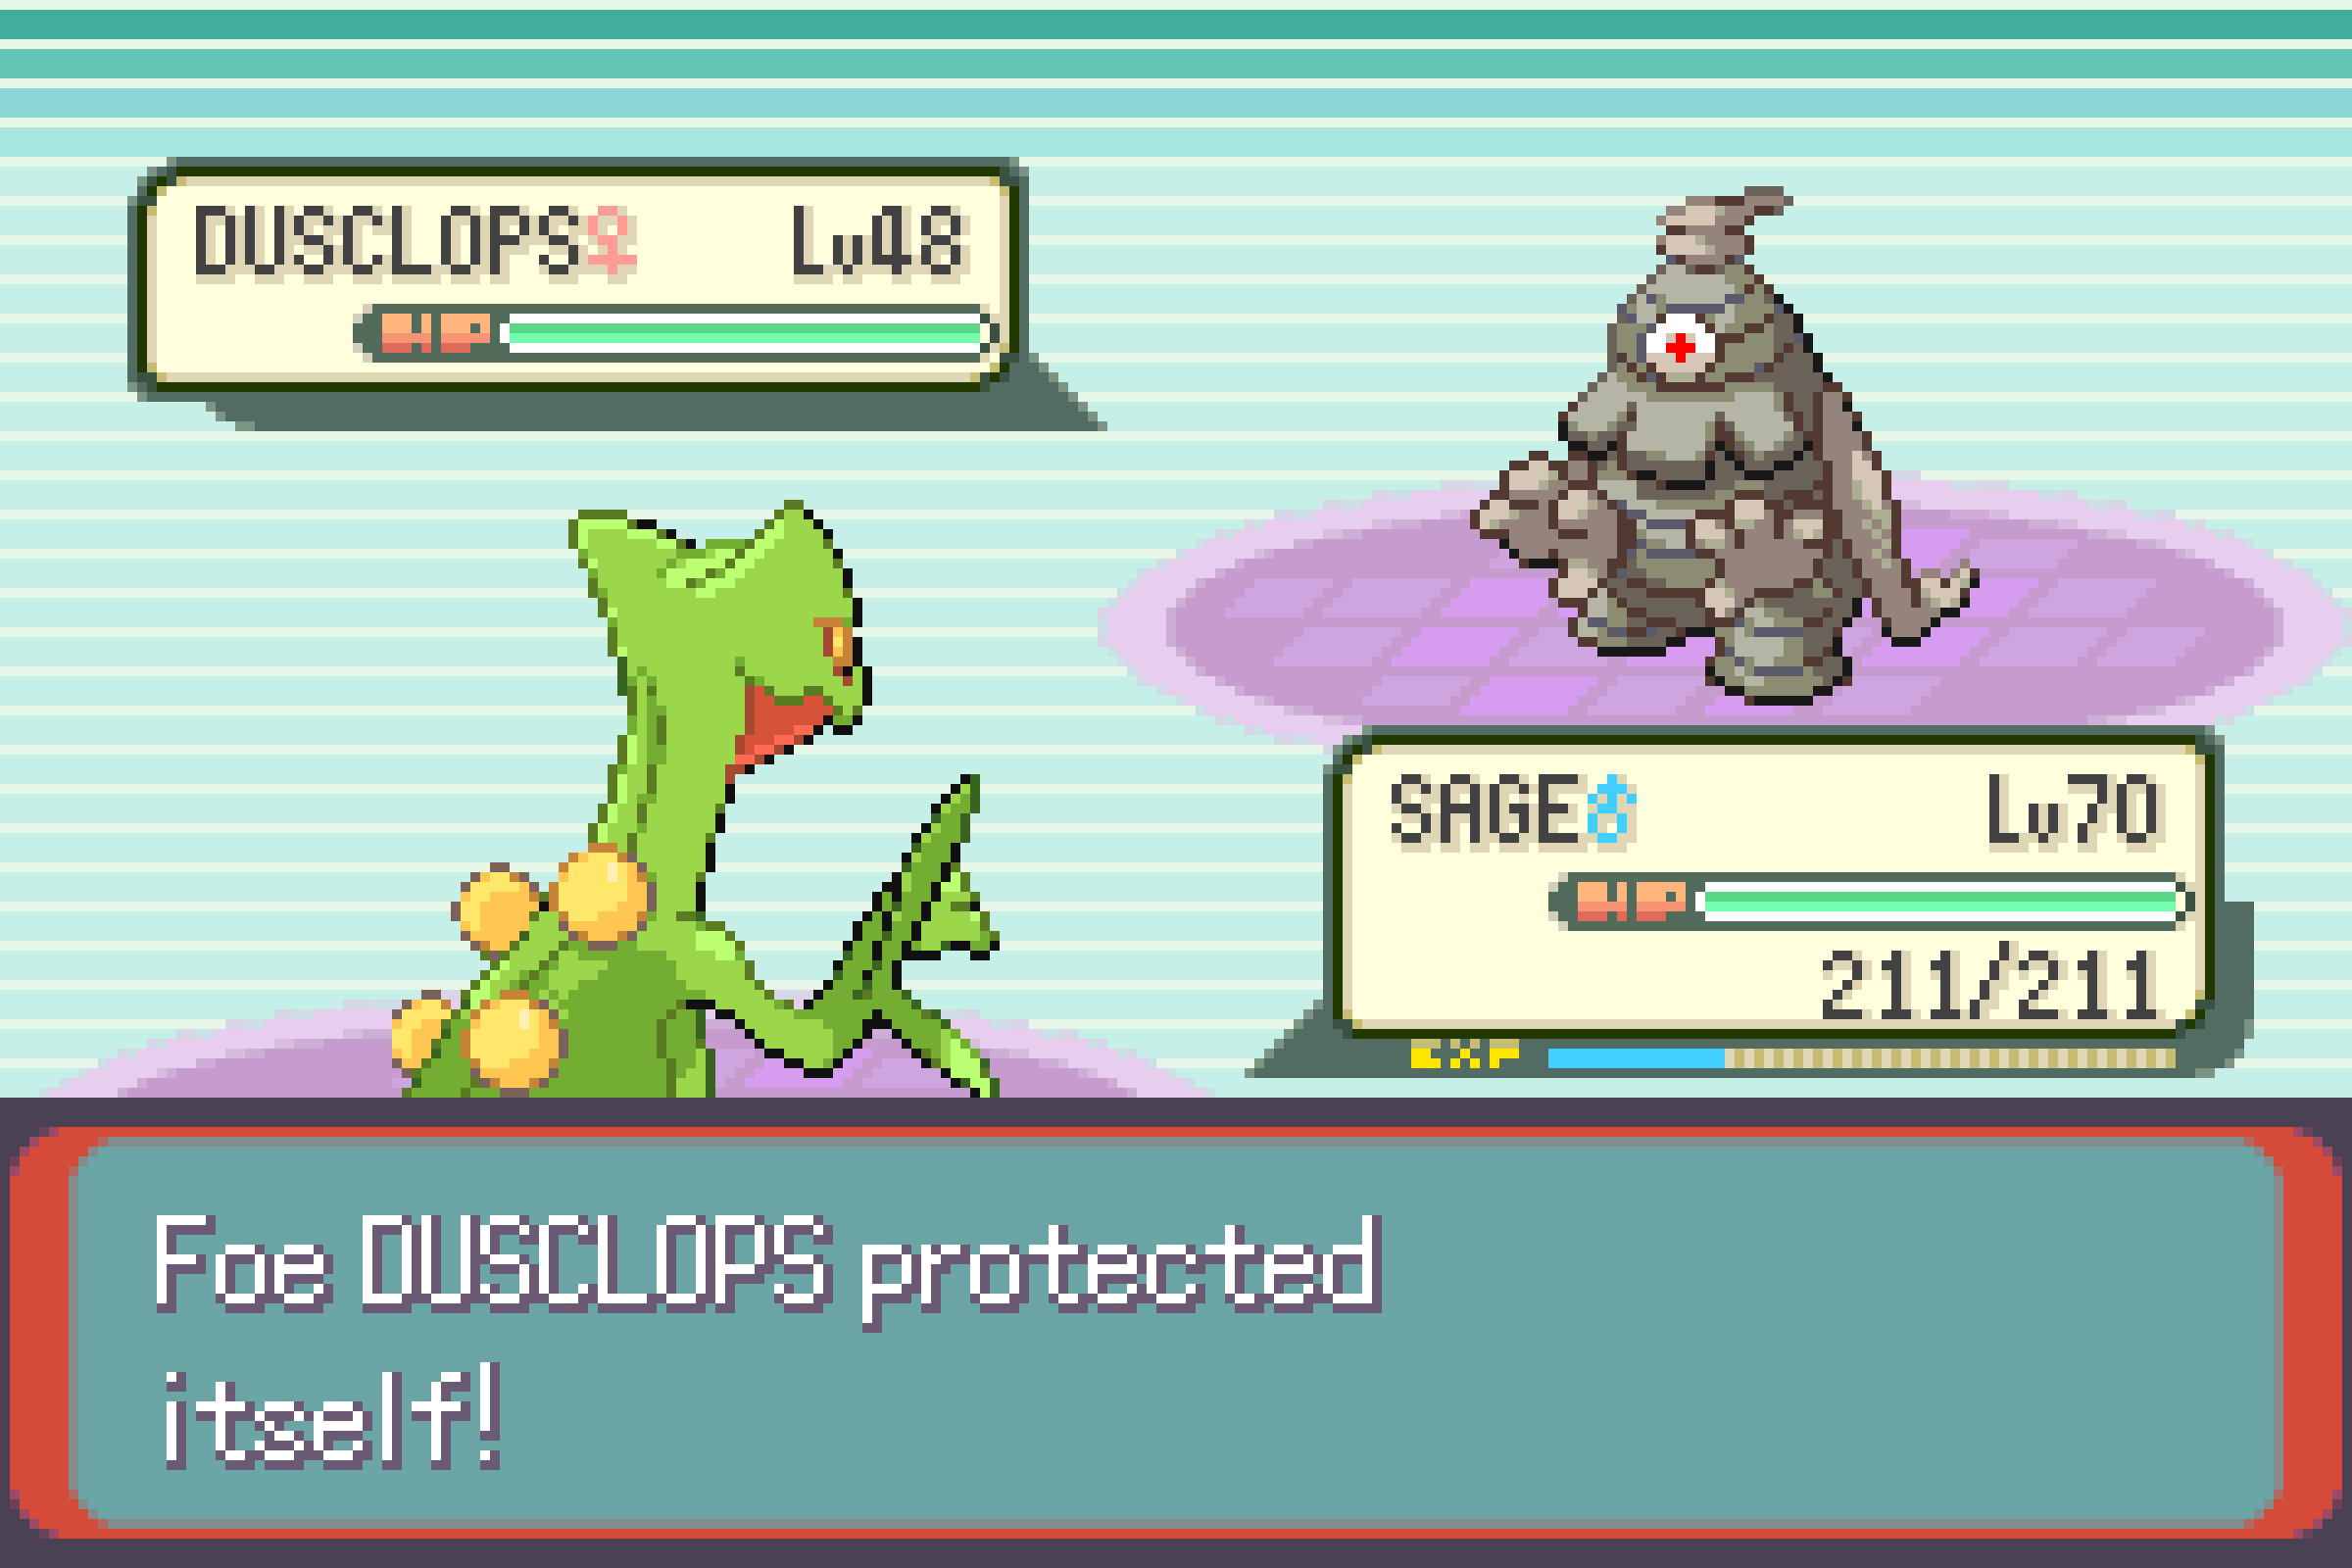 DUSCLOPS♀ Lv48
HP
SAGE♂ Lv70
HP
211/211
EXP
Foe DUSCLOPS protected
itself!